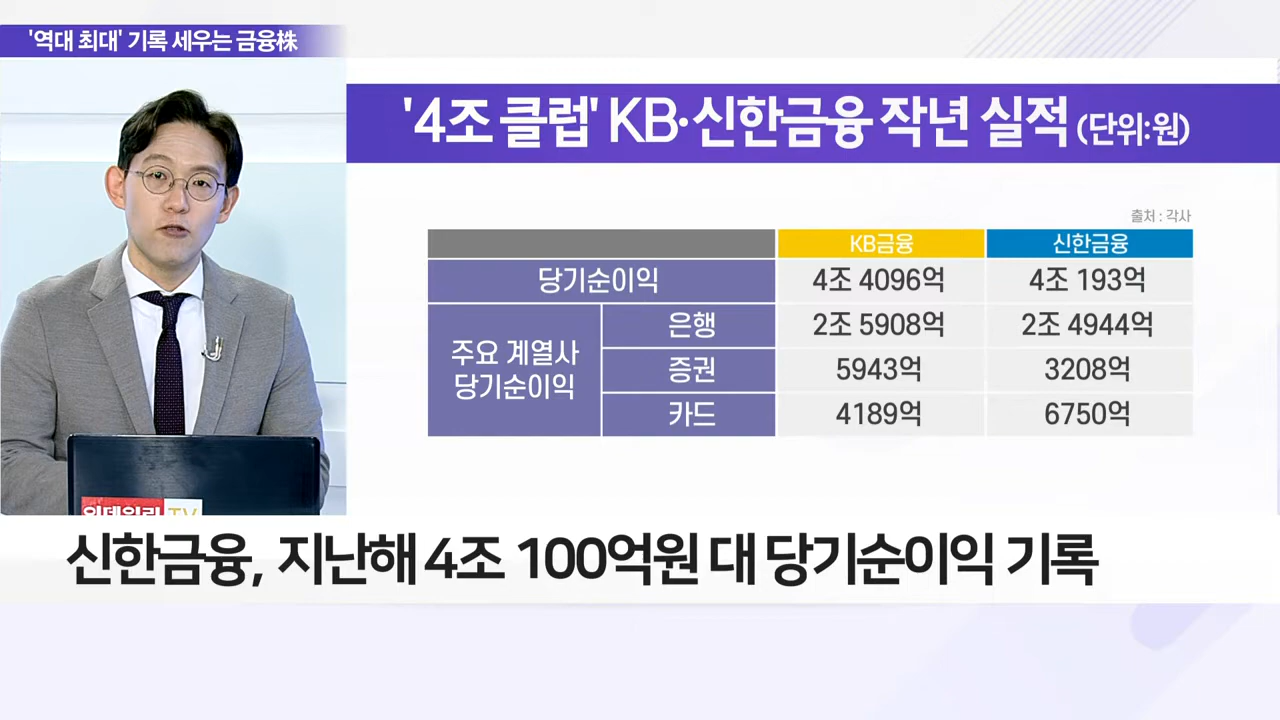 '역대 최대' 기록 세우는 금융株
'4조 클럽' KB·신한금융 작년 실적 (단위:원)
출처 : 각사
KB금융 신한금융
당기순이익 4조 4096억 4조 193억
주요 계열사 당기순이익
은행 2조 5908억 2조 4944억
증권 5943억 3208억
카드 4189억 6750억
이데일리 TV
신한금융, 지난해 4조 100억원 대 당기순이익 기록